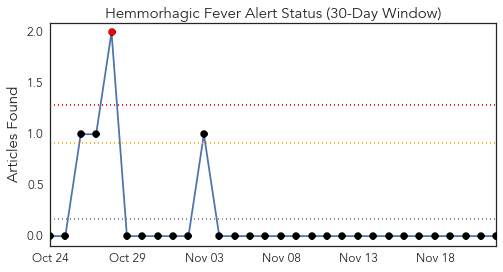 Hemmorhagic Fever Alert Status (30-Day Window)
Articles Found
2.0
1.5
1.0
0.5
0.0
Oct 24 Oct 29 Nov 03 Nov 08 Nov 13 Nov 18